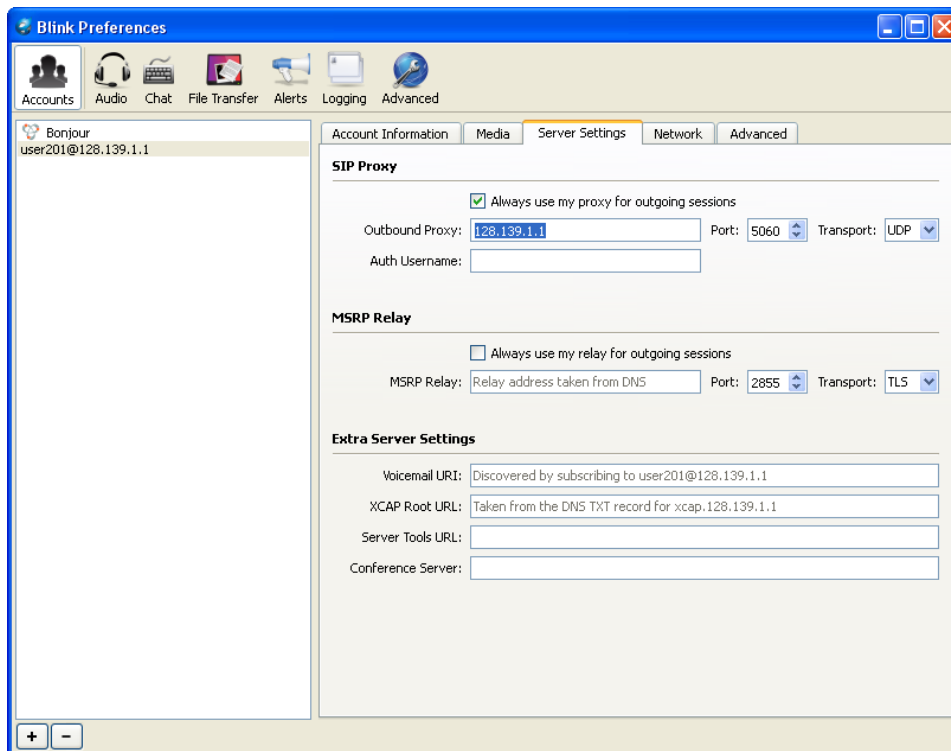 Blink Preferences
Accounts Audio Chat File Transfer Alerts Logging Advanced
Bonjour
user201@128.139.1.1
Account Information Media Server Settings Network Advanced
SIP Proxy
Always use my proxy for outgoing sessions
Outbound Proxy: 128.139.1.1 Port: 5060 Transport: UDP
Auth Username:
MSRP Relay
Always use my relay for outgoing sessions
MSRP Relay: Relay address taken from DNS Port: 2855 Transport: TLS
Extra Server Settings
Voicemail URI: Discovered by subscribing to user201@128.139.1.1
XCAP Root URL: Taken from the DNS TXT record for xcap.128.139.1.1
Server Tools URL:
Conference Server:
+ -